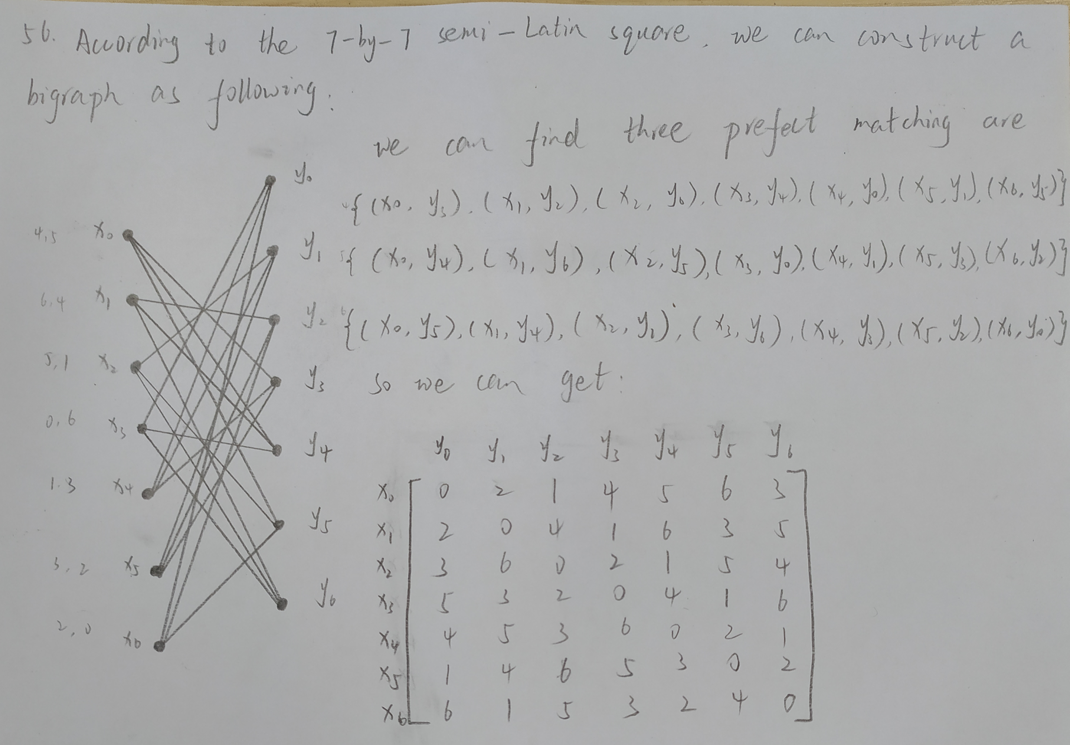 56. According to the 7-by-7 semi-Latin square, we can construct a
bigraph as following:
we can find three prefect matching are
{(x0, y3), (x1, y2), (x2, y6), (x3, y4), (x4, y0), (x5, y1), (x6, y5)}
{(x0, y4), (x1, y6), (x2, y5), (x3, y0), (x4, y1), (x5, y3), (x6, y2)}
{(x0, y5), (x1, y4), (x2, y1), (x3, y6), (x4, y3), (x5, y2), (x6, y0)}
so we can get:
y0
4,5 x0 y1
6,4 x1 y2
5,1 x2 y3
0,6 x3 y4
1.3 x4 y5
3,2 x5 y6
2,0 x6
y0 y1 y2 y3 y4 y5 y6
x0 0 2 1 4 5 6 3
x1 2 0 4 1 6 3 5
x2 3 6 0 2 1 5 4
x3 5 3 2 0 4 1 6
x4 4 5 3 6 0 2 1
x5 1 4 6 5 3 0 2
x6 6 1 5 3 2 4 0